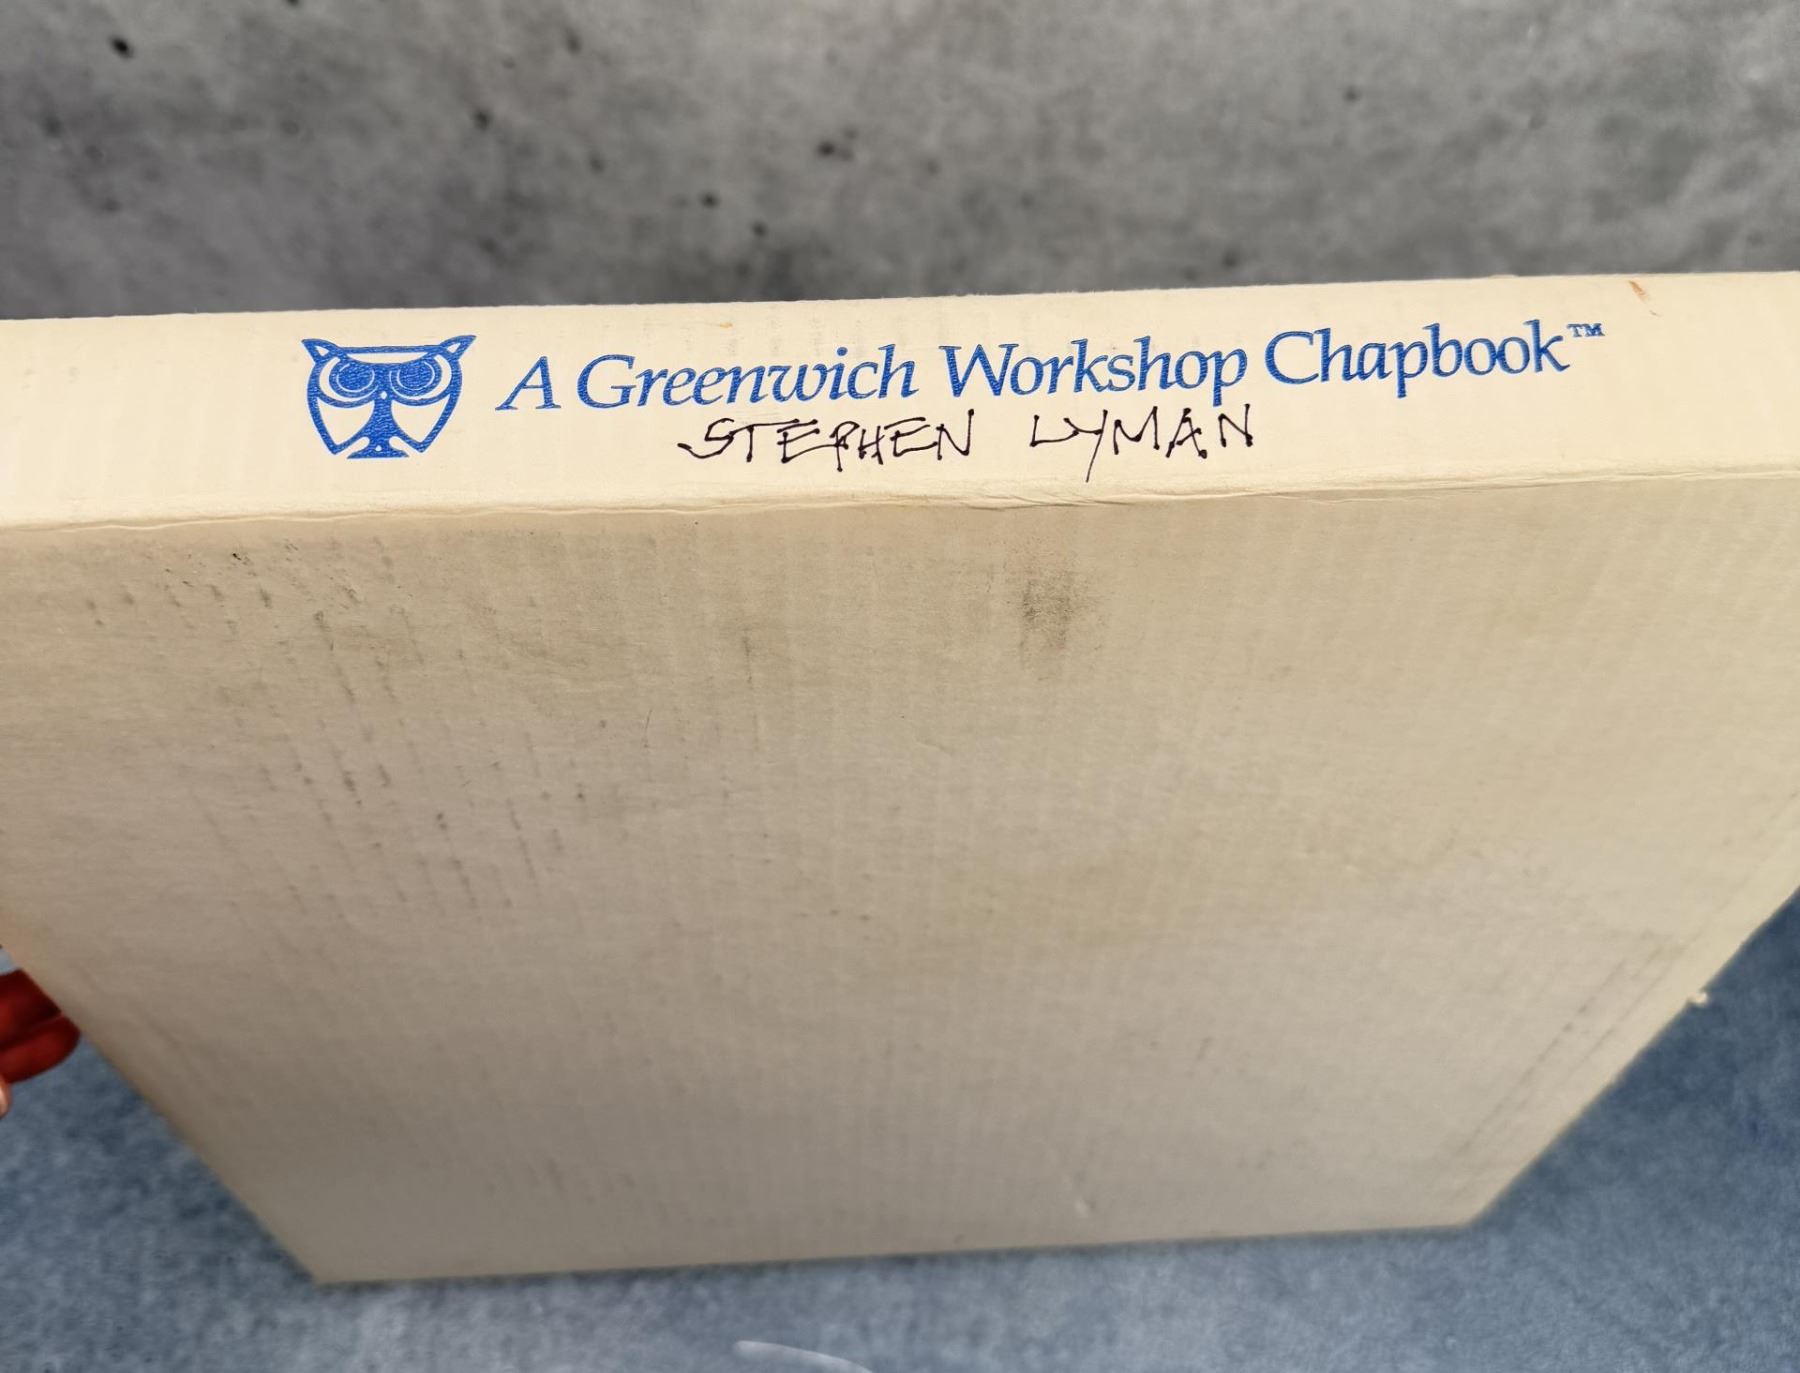 A Greenwich Workshop Chapbook™
STEPHEN LYMAN